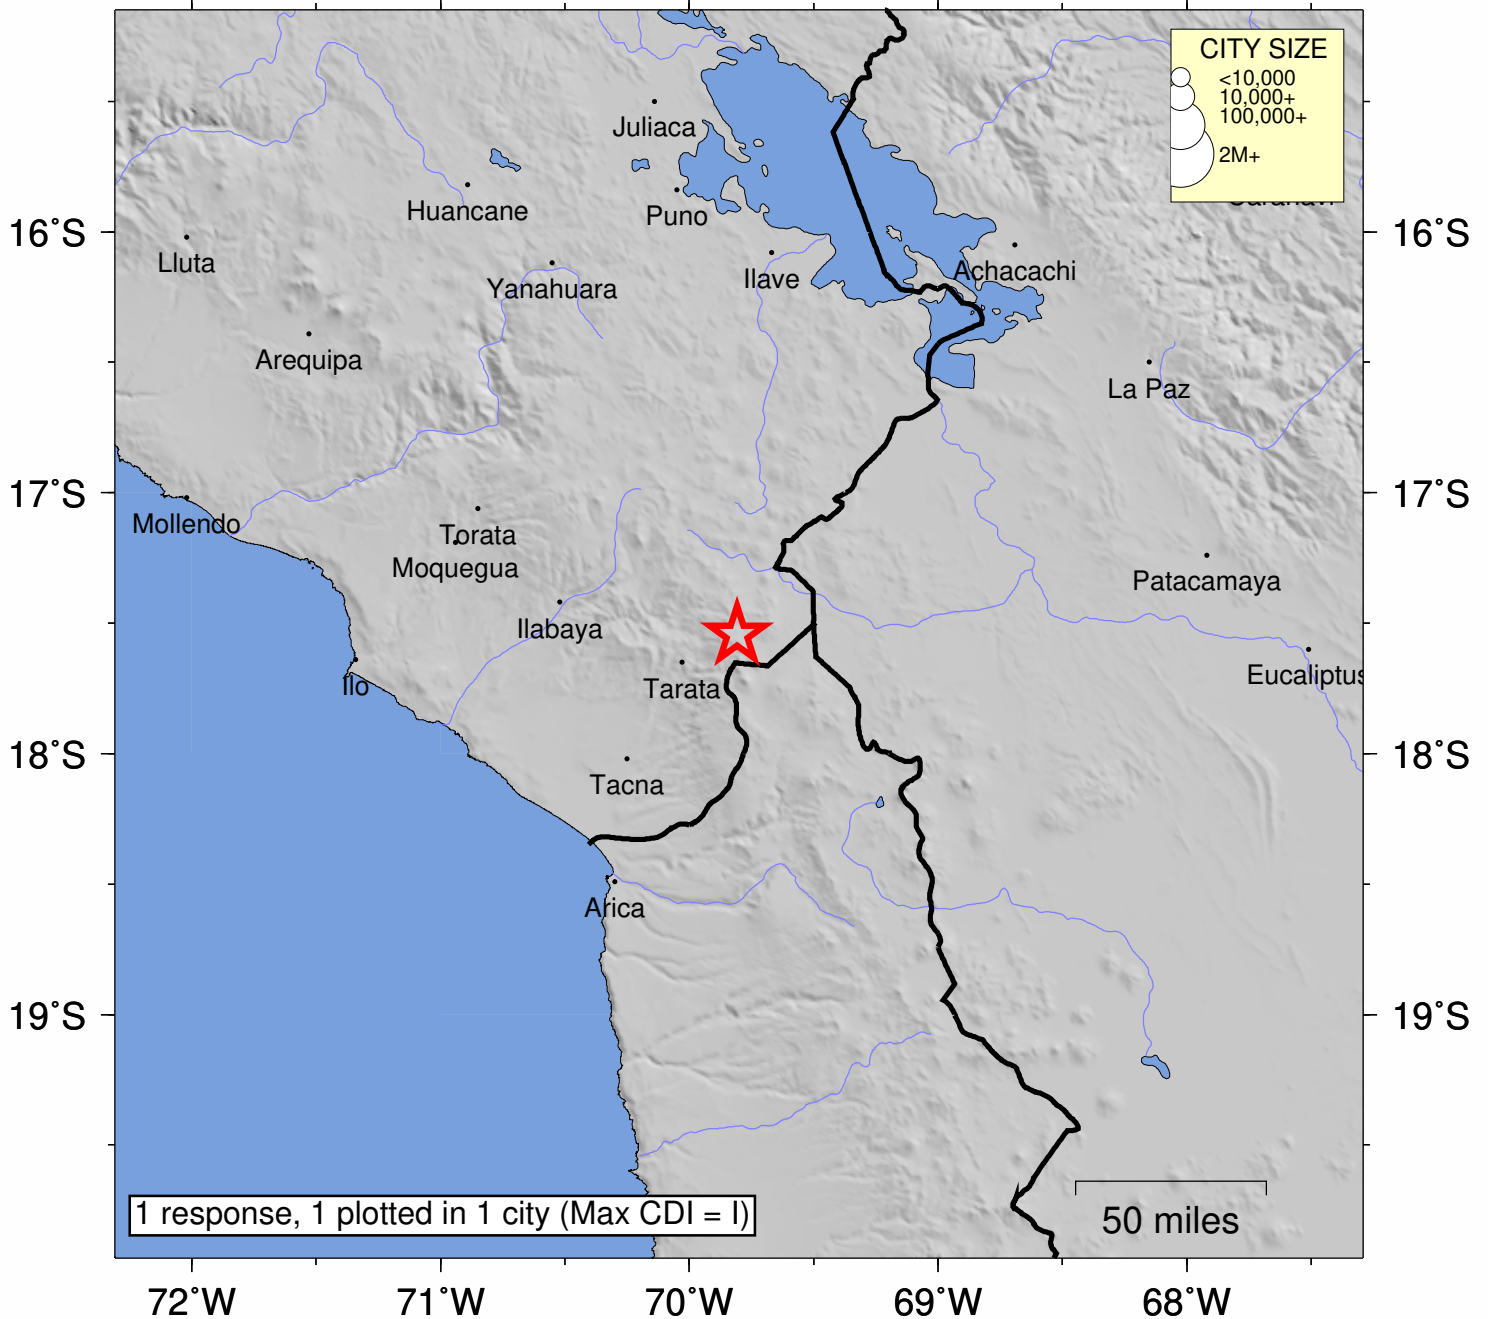 CITY SIZE
<10,000
10,000+
100,000+
2M+
Juliaca
Huancane
Puno
16°S
16°S
Lluta
Ilave
Achacachi
Yanahuara
Arequipa
La Paz
17°S
17°S
Mollendo
Torata
Moquegua
Patacamaya
Ilabaya
Tarata
Ilo
Eucaliptus
18°S
18°S
Tacna
Arica
19°S
19°S
1 response, 1 plotted in 1 city (Max CDI = I)
50 miles
72°W
71°W
70°W
69°W
68°W